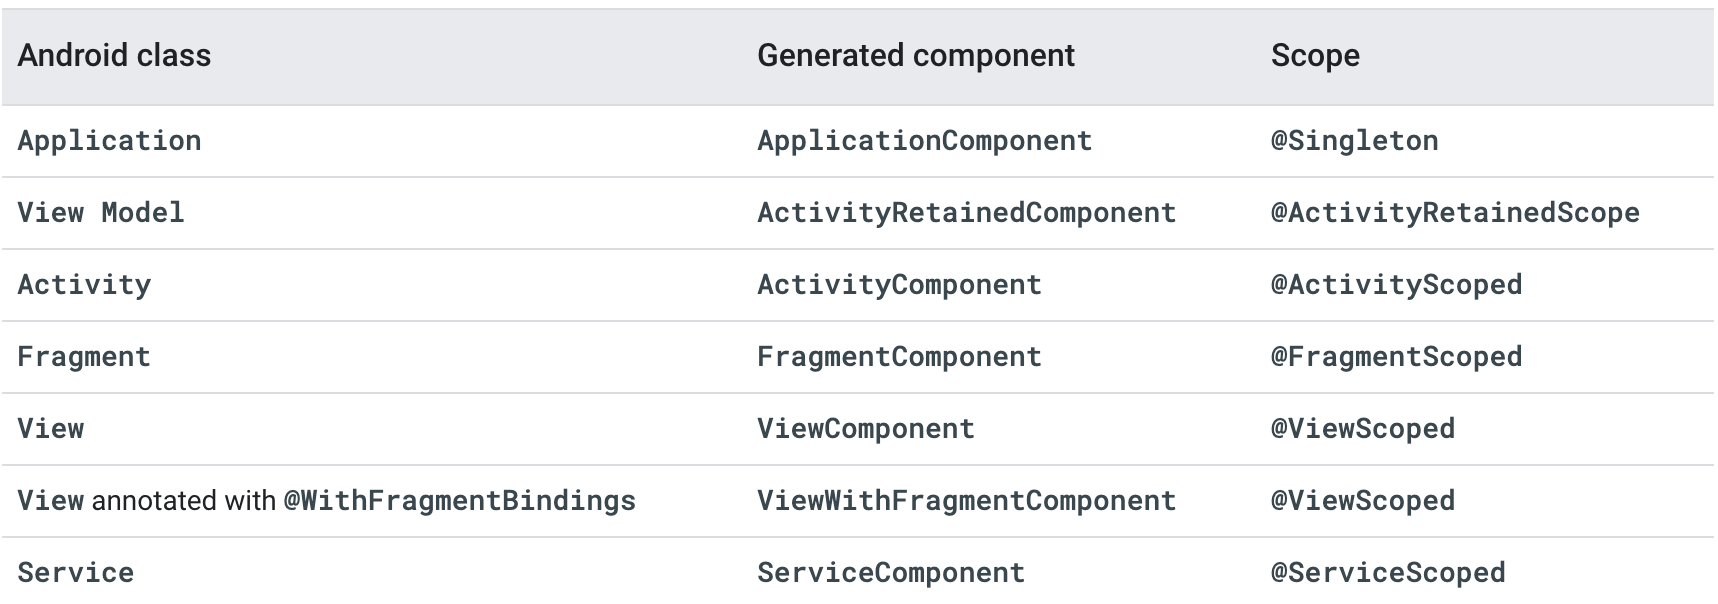 Android class Generated component Scope
Application ApplicationComponent @Singleton
View Model ActivityRetainedComponent @ActivityRetainedScope
Activity ActivityComponent @ActivityScoped
Fragment FragmentComponent @FragmentScoped
View ViewComponent @ViewScoped
View annotated with @WithFragmentBindings ViewWithFragmentComponent @ViewScoped
Service ServiceComponent @ServiceScoped